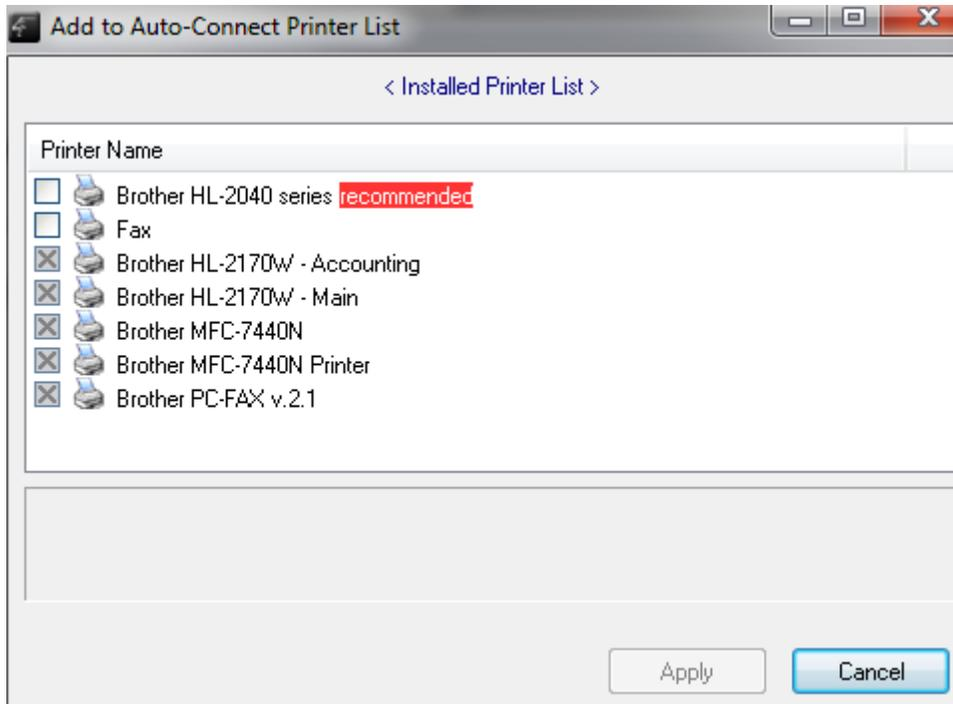 Add to Auto-Connect Printer List
< Installed Printer List >
Printer Name
Brother HL-2040 series recommended
Fax
Brother HL-2170W - Accounting
Brother HL-2170W - Main
Brother MFC-7440N
Brother MFC-7440N Printer
Brother PC-FAX v.2.1
Apply Cancel